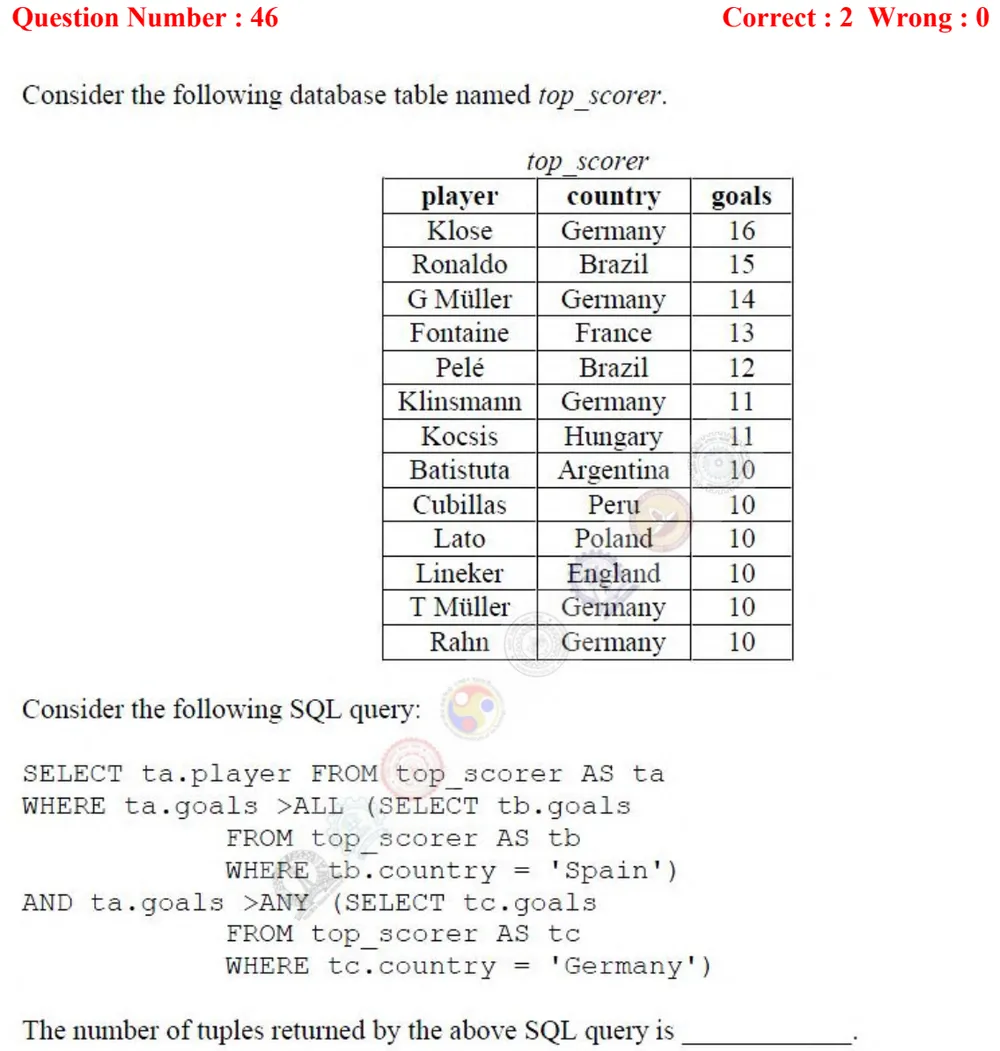 Question Number : 46 Correct : 2 Wrong : 0
Consider the following database table named top_scorer.
top_scorer
player country goals
Klose Germany 16
Ronaldo Brazil 15
G Müller Germany 14
Fontaine France 13
Pelé Brazil 12
Klinsmann Germany 11
Kocsis Hungary 11
Batistuta Argentina 10
Cubillas Peru 10
Lato Poland 10
Lineker England 10
T Müller Germany 10
Rahn Germany 10
Consider the following SQL query:
SELECT ta.player FROM top_scorer AS ta
WHERE ta.goals >ALL (SELECT tb.goals
FROM top_scorer AS tb
WHERE tb.country = 'Spain')
AND ta.goals >ANY (SELECT tc.goals
FROM top_scorer AS tc
WHERE tc.country = 'Germany')
The number of tuples returned by the above SQL query is ____________.